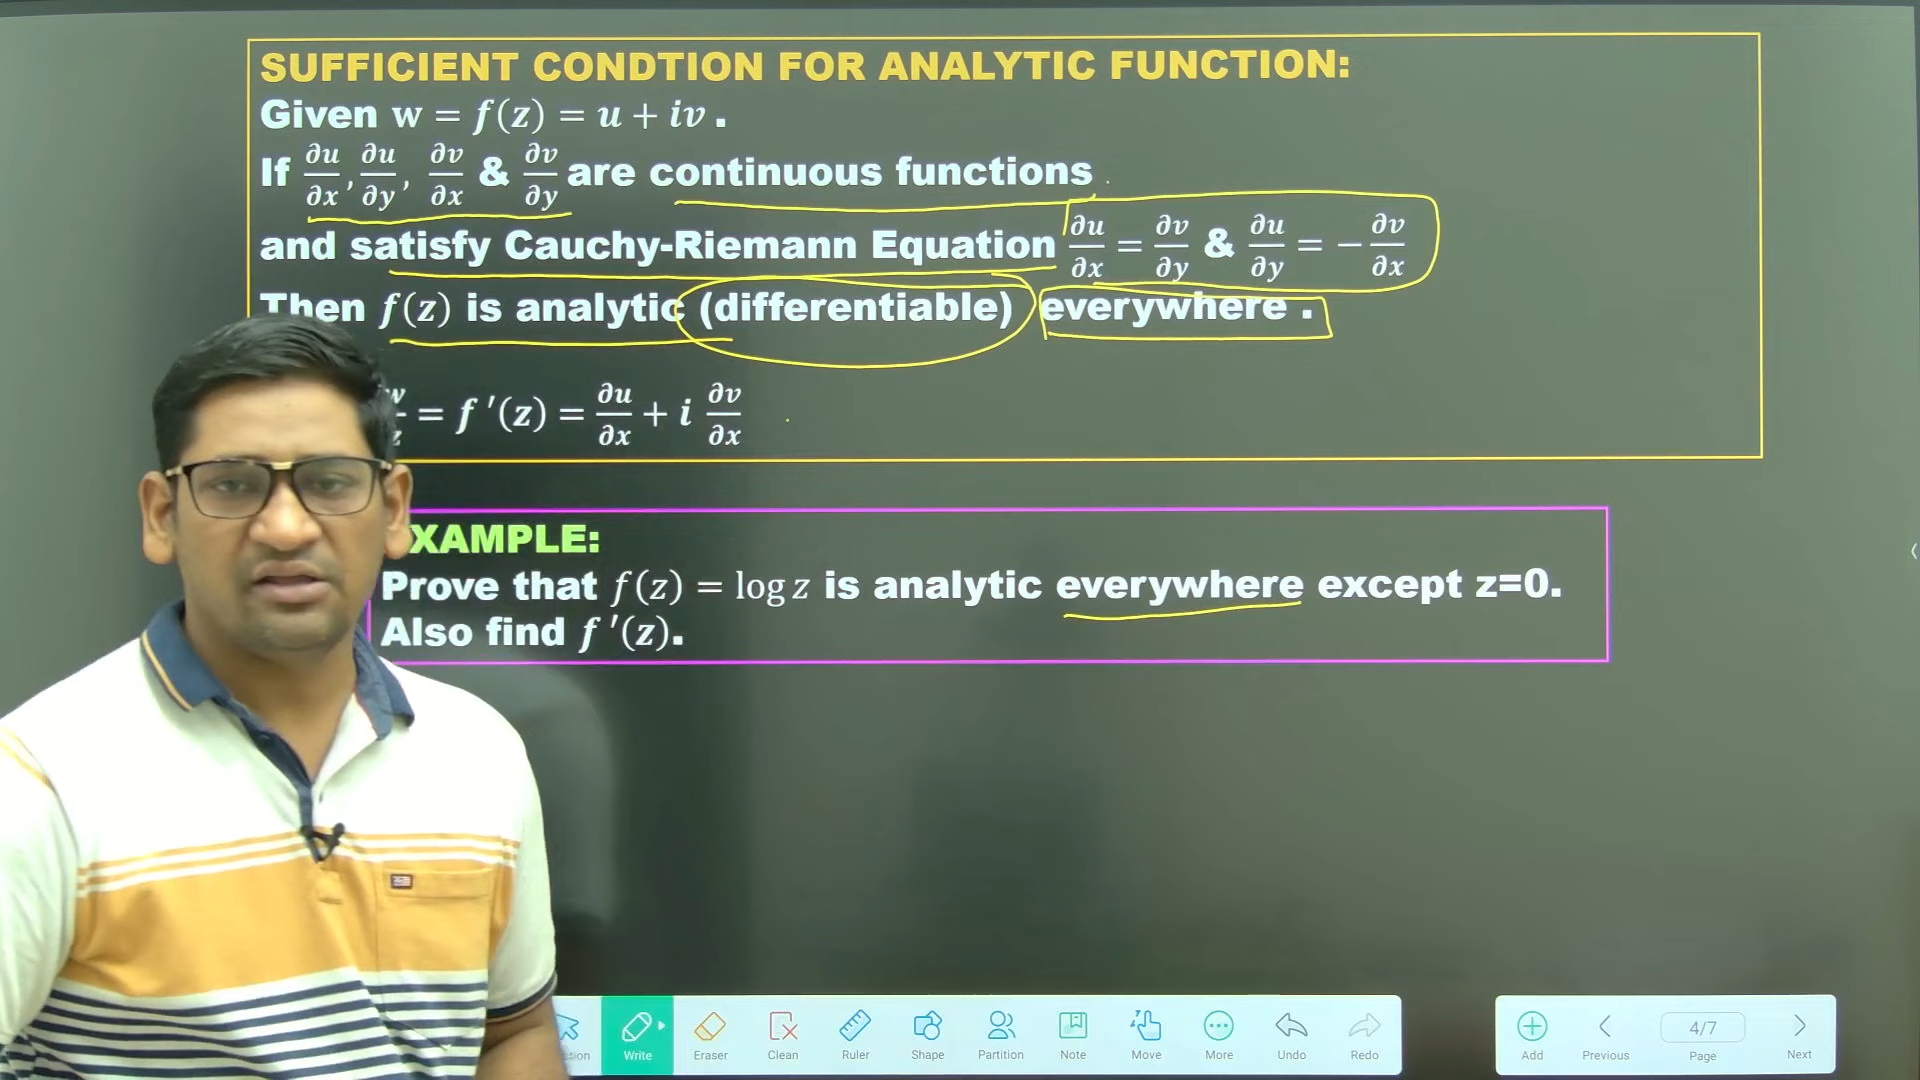 SUFFICIENT CONDTION FOR ANALYTIC FUNCTION:
Given w = f(z) = u + iv .
If ∂u/∂x, ∂u/∂y, ∂v/∂x & ∂v/∂y are continuous functions
and satisfy Cauchy-Riemann Equation ∂u/∂x = ∂v/∂y & ∂u/∂y = − ∂v/∂x
Then f(z) is analytic (differentiable) everywhere .
= f ′(z) = ∂u/∂x + i ∂v/∂x
XAMPLE:
Prove that f(z) = log z is analytic everywhere except z=0.
Also find f ′(z).
Write Eraser Clean Ruler Shape Partition Note Move More Undo Redo
Add Previous 4/7 Page Next